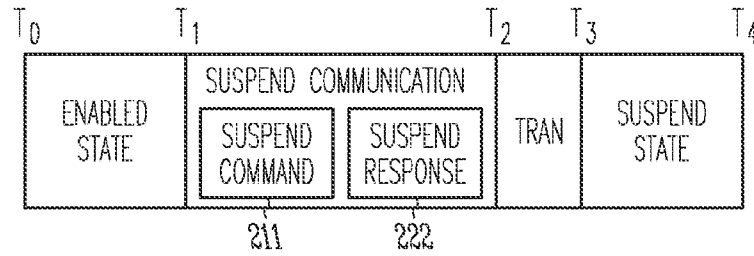 T0 T1 T2 T3 T4
ENABLED
STATE
SUSPEND COMMUNICATION
SUSPEND
COMMAND
SUSPEND
RESPONSE
TRAN
SUSPEND
STATE
211 222